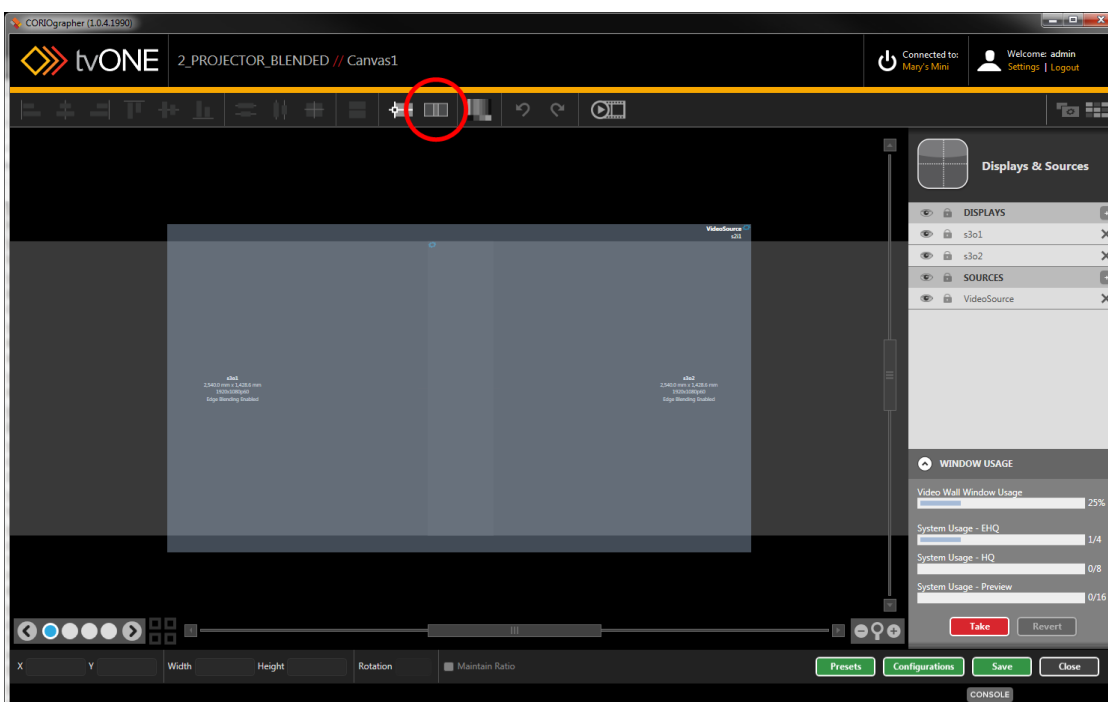 CORIOgrapher (1.0.4.1990)
tvONE
2_PROJECTOR_BLENDED // Canvas1
Connected to:
Mary's Mini
Welcome: admin
Settings | Logout
Displays & Sources
DISPLAYS
s3o1
s3o2
SOURCES
VideoSource
VideoSource
s2i1
s3o1
2,540.0 mm x 1,428.6 mm
1920x1080p60
Edge Blending Enabled
s3o2
2,540.0 mm x 1,428.6 mm
1920x1080p60
Edge Blending Enabled
WINDOW USAGE
Video Wall Window Usage
25%
System Usage - EHQ
1/4
System Usage - HQ
0/8
System Usage - Preview
0/16
Take
Revert
X
Y
Width
Height
Rotation
Maintain Ratio
Presets
Configurations
Save
Close
CONSOLE